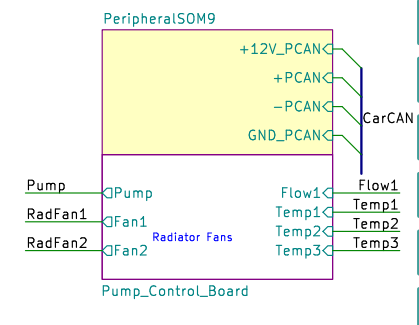 PeripheralSOM9
+12V_PCAN
+PCAN
-PCAN
CarCAN
GND_PCAN
Pump
Pump
Flow1
Flow1
RadFan1
Fan1
Temp1
Temp1
Radiator Fans
Temp2
Temp2
RadFan2
Fan2
Temp3
Temp3
Pump_Control_Board